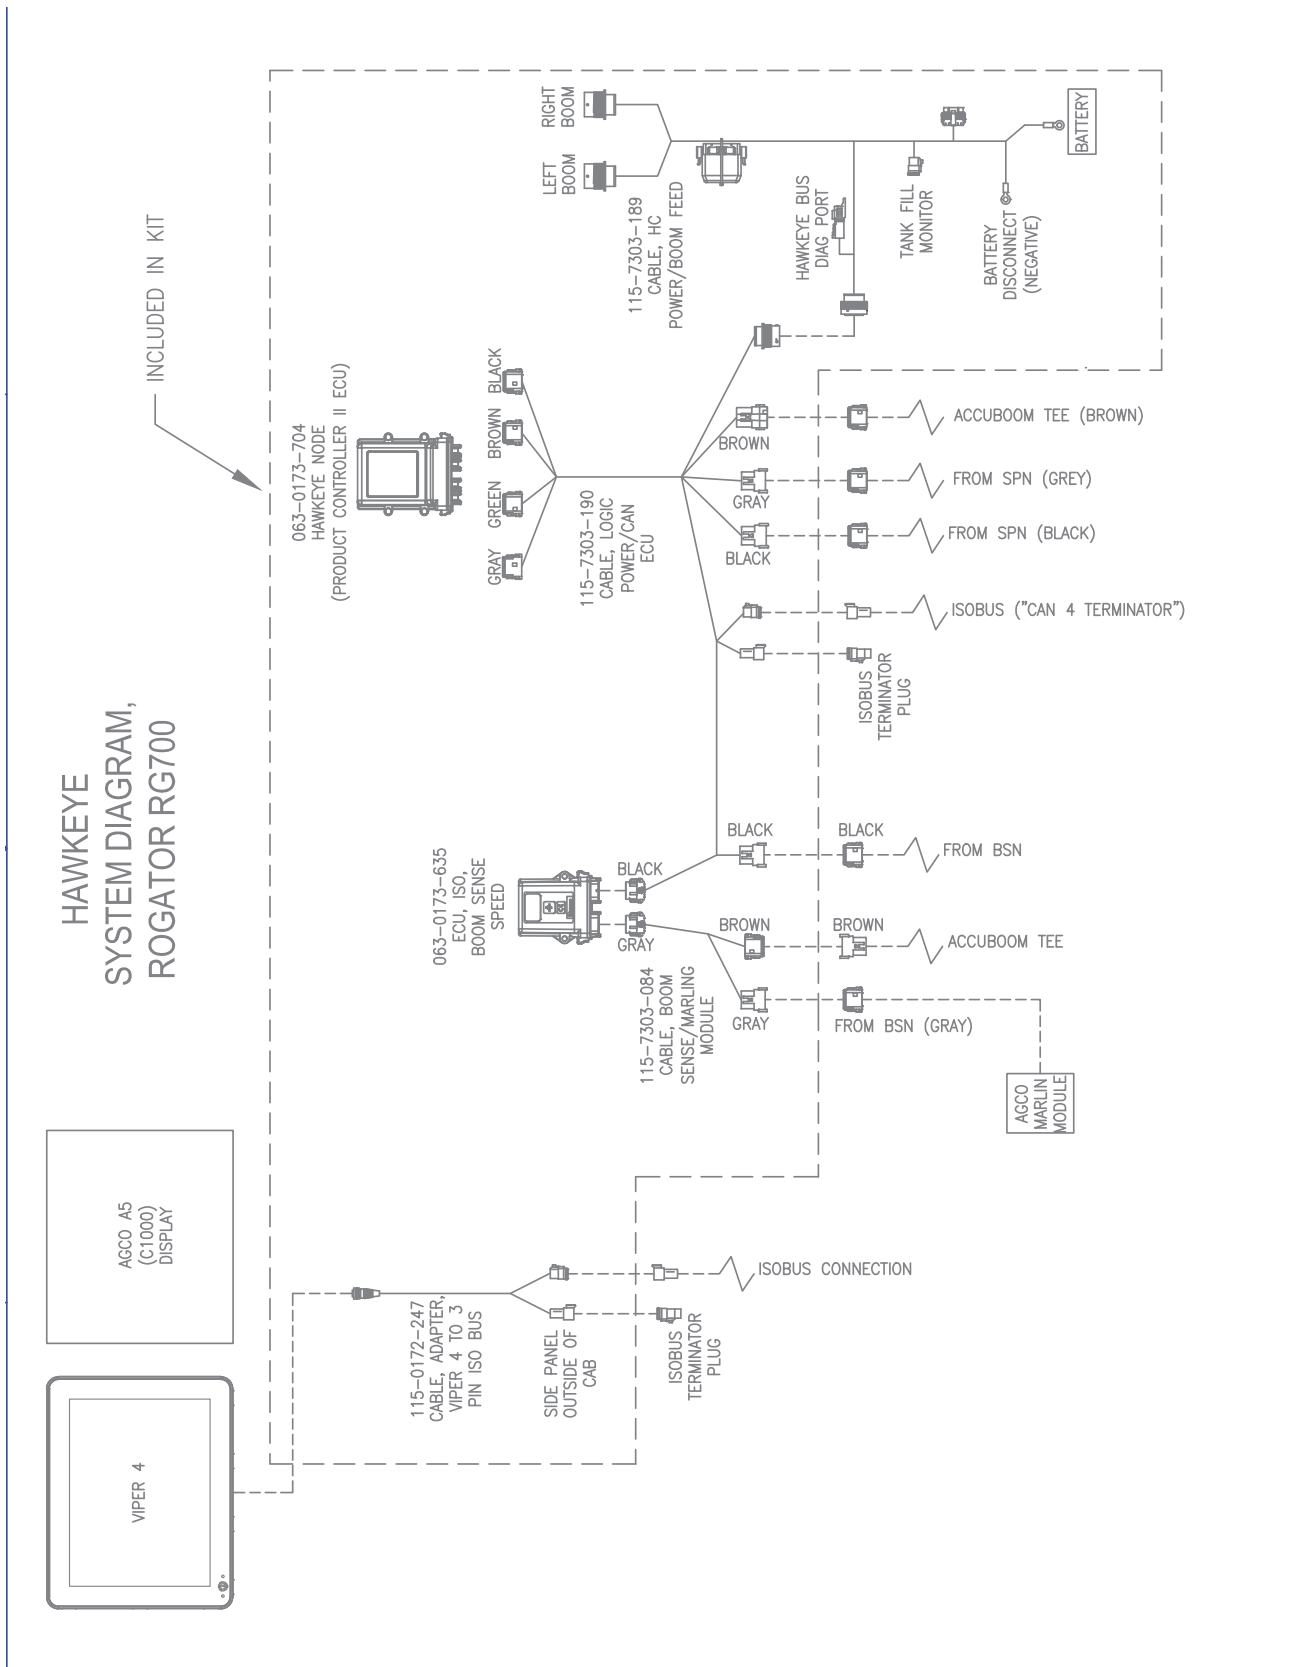 HAWKEYE
SYSTEM DIAGRAM,
ROGATOR RG700
INCLUDED IN KIT
VIPER 4
AGCO A5
(C1000)
DISPLAY
115-0172-247
CABLE, ADAPTER,
VIPER 4 TO 3
PIN ISO BUS
SIDE PANEL
OUTSIDE OF
CAB
ISOBUS
TERMINATOR
PLUG
ISOBUS CONNECTION
063-0173-635
ECU, ISO,
BOOM SENSE
SPEED
GRAY
BLACK
115-7303-084
CABLE, BOOM
SENSE/MARLING
MODULE
GRAY
BROWN
BLACK
FROM BSN (GRAY)
BROWN
BLACK
AGCO
MARLIN
MODULE
ACCUBOOM TEE
FROM BSN
063-0173-704
HAWKEYE NODE
(PRODUCT CONTROLLER II ECU)
GRAY
GREEN
BROWN
BLACK
115-7303-190
CABLE, LOGIC
POWER/CAN
ECU
BLACK
GRAY
BROWN
ISOBUS
TERMINATOR
PLUG
ISOBUS ("CAN 4 TERMINATOR")
FROM SPN (BLACK)
FROM SPN (GREY)
ACCUBOOM TEE (BROWN)
LEFT
BOOM
RIGHT
BOOM
115-7303-189
CABLE, HC
POWER/BOOM FEED
HAWKEYE BUS
DIAG PORT
TANK FILL
MONITOR
BATTERY
DISCONNECT
(NEGATIVE)
BATTERY